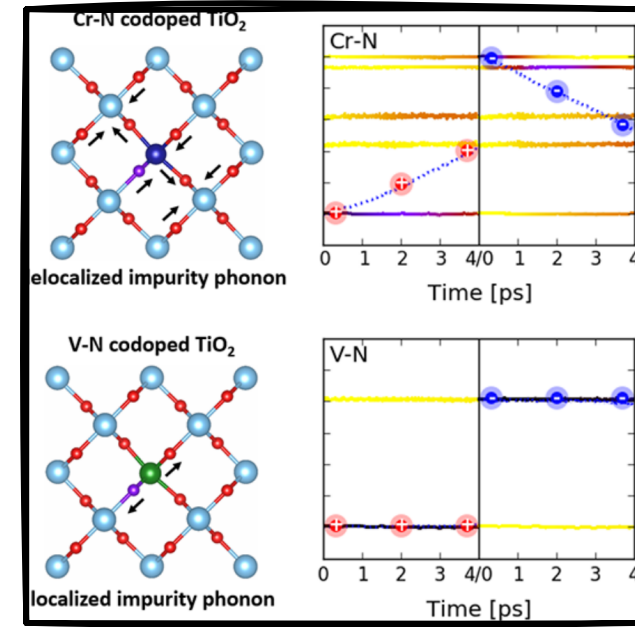 Cr-N codoped TiO₂
Cr-N
elocalized impurity phonon
0 1 2 3 4/0 1 2 3 4
Time [ps]
V-N codoped TiO₂
V-N
localized impurity phonon
0 1 2 3 4/0 1 2 3 4
Time [ps]